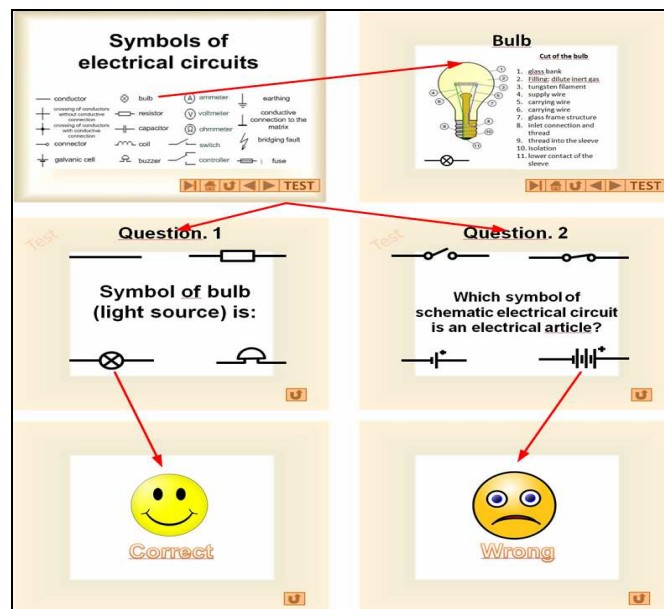 Symbols of
electrical circuits
conductor
crossing of conductors
without conductive
connection
crossing of conductors
with conductive
connection
connector
galvanic cell
bulb
resistor
capacitor
coil
buzzer
A ammeter
V voltmeter
Ω ohmmeter
switch
controller
earthing
conductive
connection to the
matrix
bridging fault
fuse
TEST
Bulb
Cut of the bulb
1. glass bank
2. Filling: dilute inert gas
3. tungsten filament
4. supply wire
5. carrying wire
6. carrying wire
7. glass frame structure
8. Inlet connection and
thread
9. thread into the sleeve
10. isolation
11. lower contact of the
sleeve
TEST
Test
Question. 1
Symbol of bulb
(light source) is:
Test
Question. 2
Which symbol of
schematic electrical circuit
is an electrical article?
Correct
Wrong